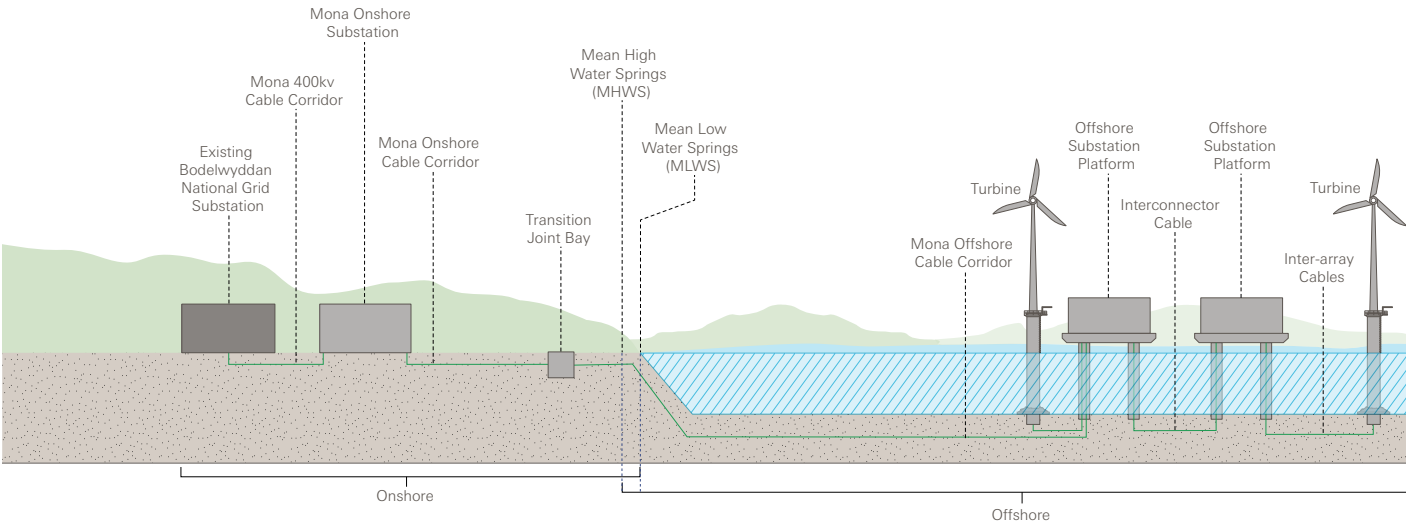 Mona Onshore
Substation
Mean High
Water Springs
(MHWS)
Mona 400kv
Cable Corridor
Mean Low
Water Springs
(MLWS)
Offshore
Substation
Platform
Offshore
Substation
Platform
Existing
Bodelwyddan
National Grid
Substation
Mona Onshore
Cable Corridor
Turbine
Turbine
Interconnector
Cable
Transition
Joint Bay
Mona Offshore
Cable Corridor
Inter-array
Cables
Onshore
Offshore